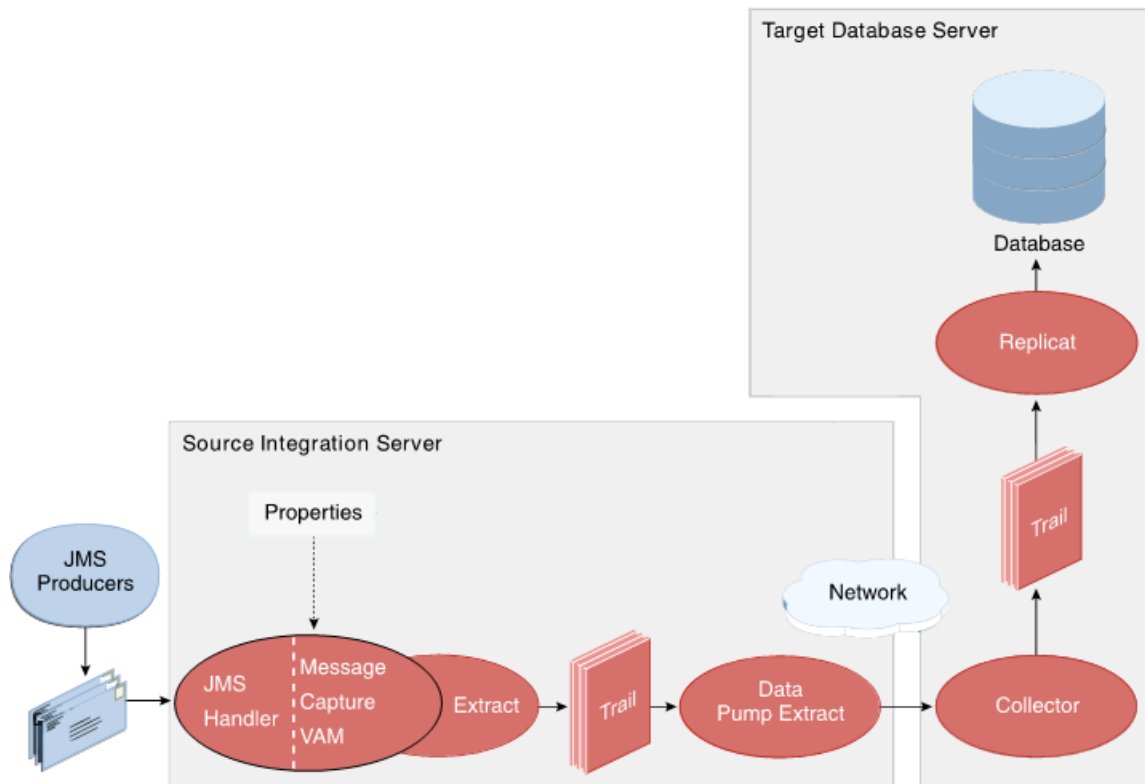 Target Database Server
Database
Replicat
Source Integration Server
Properties
Trail
JMS
Producers
Network
JMS
Handler
Message
Capture
VAM
Extract
Trail
Data
Pump Extract
Collector